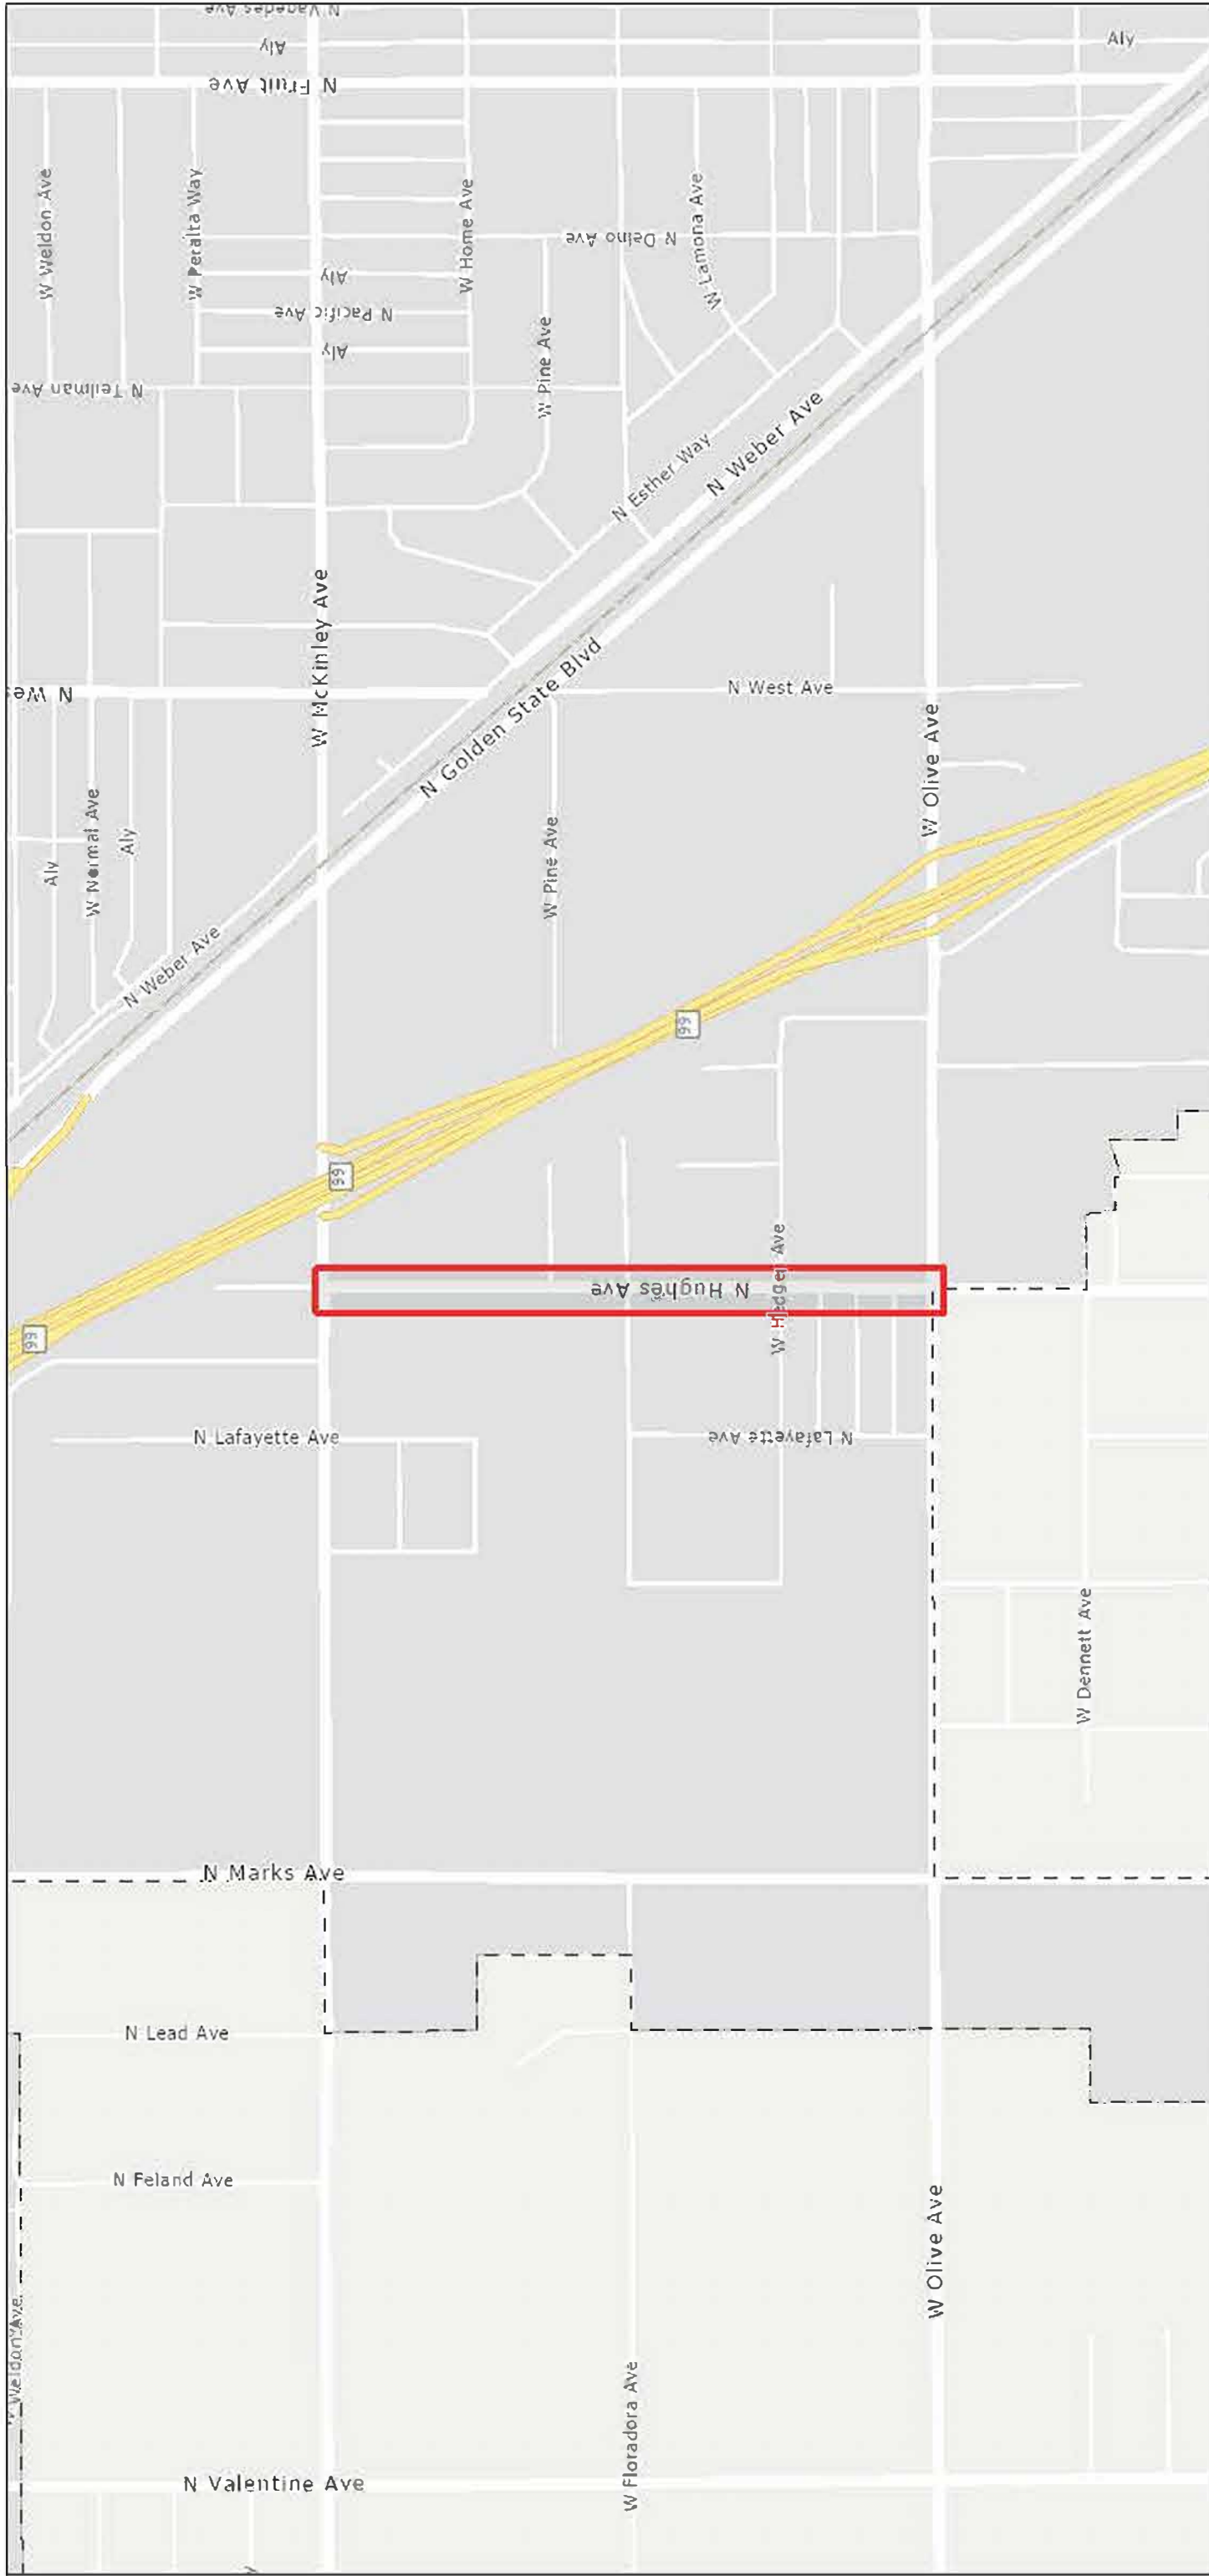 N Vagedes Ave
Aly
Aly
N Fruit Ave
W Weldon Ave
W Peralta Way
W Home Ave
W Lamona Ave
N Delno Ave
Aly
N Pacific Ave
Aly
W Pine Ave
N Teilman Ave
N Weber Ave
N Esther Way
W McKinley Ave
N Golden State Blvd
N Wes
N West Ave
W Olive Ave
W Normal Ave
Aly
Aly
W Pine Ave
N Weber Ave
99
99
N Hughes Ave
W Hedges Ave
99
N Lafayette Ave
N Lafayette Ave
W Dennett Ave
N Marks Ave
N Lead Ave
N Feland Ave
W Olive Ave
W Weldon Ave
W Floradora Ave
N Valentine Ave